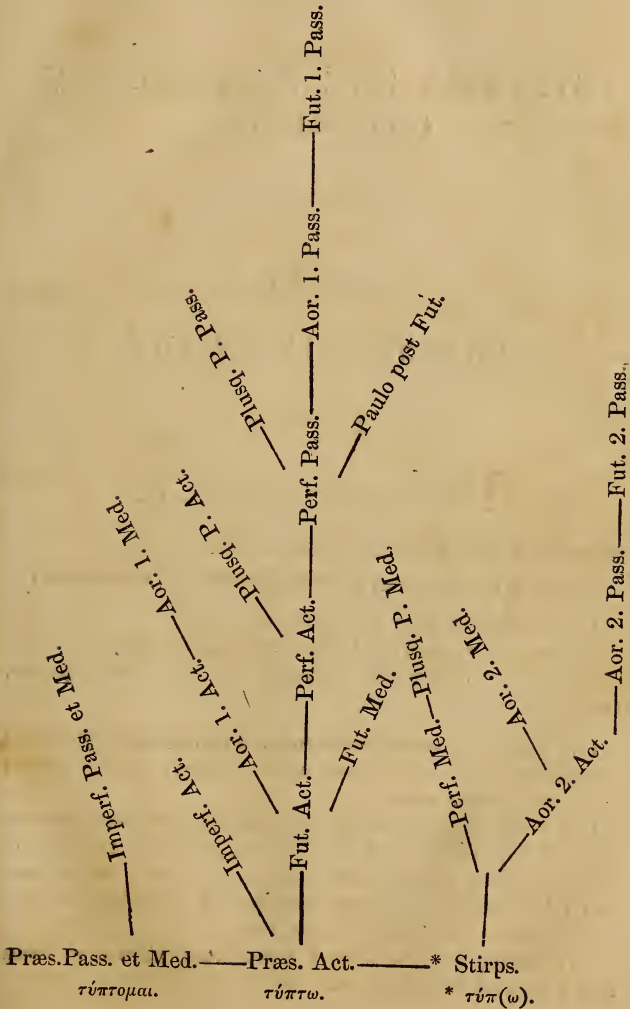 Fut. 1. Pass.
Aor. 1. Pass.
Plusq. P. Pass.
Paulo post Fut.
Perf. Pass.
Fut. 2. Pass.
Aor. 2. Pass.
Plusq. P. Act.
Aor. 1. Med.
Perf. Act.
Plusq. P. Med.
Aor. 2. Med.
Imperf. Pass. et Med.
Aor. 1. Act.
Fut. Med.
Perf. Med.
Aor. 2. Act.
Imperf. Act.
Fut. Act.
Præs. Pass. et Med. Præs. Act. * Stirps.
τύπτομαι. τύπτω. * τύπ(ω).